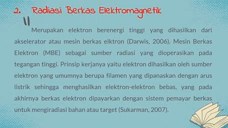 2. Radiasi Berkas Elektromagnetik
Merupakan elektron berenergi tinggi yang dihasilkan dari
akselerator atau mesin berkas elktron (Darwis, 2006). Mesin Berkas
Elektron (MBE) sebagai sumber radiasi yang dioperasikan pada
tegangan tinggi. Prinsip kerjanya yaitu elektron dihasilkan oleh sumber
elektron yang umumnya berupa filamen yang dipanaskan dengan arus
listrik sehingga menghasilkan elektron-elektron bebas, yang pada
akhirnya berkas elektron dipayarkan dengan sistem pemayar berkas
untuk mengiradiasi bahan atau target (Sukarman, 2007).